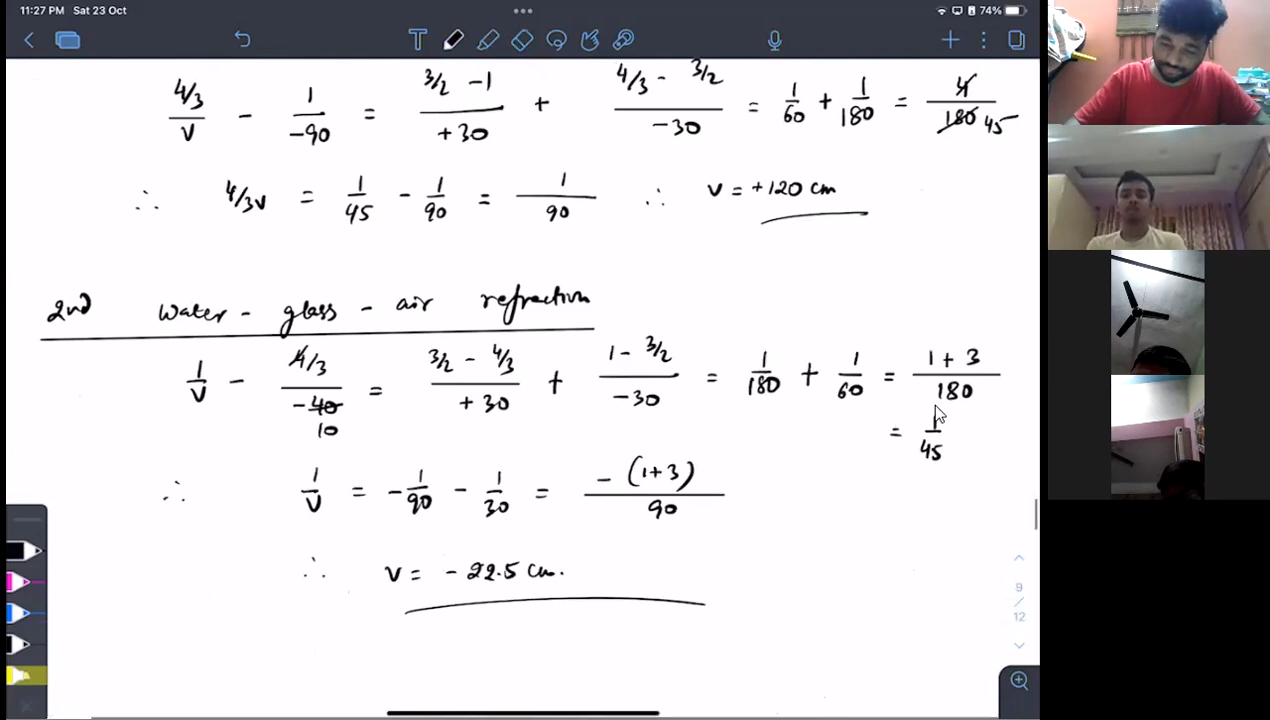 11:27 PM Sat 23 Oct 74%
T
(4/3)/v - 1/-90 = (3/2 - 1)/+30 + (4/3 - 3/2)/-30 = 1/60 + 1/180 = 4/180 45
∴ 4/3v = 1/45 - 1/90 = 1/90 ∴ v = +120 cm
2nd Water - glass - air refraction
1/v - (4/3)/-40 10 = (3/2 - 4/3)/+30 + (1 - 3/2)/-30 = 1/180 + 1/60 = (1 + 3)/180
= 1/45
∴ 1/v = -1/90 - 1/30 = -(1+3)/90
∴ v = - 22.5 cm.
9
/
12